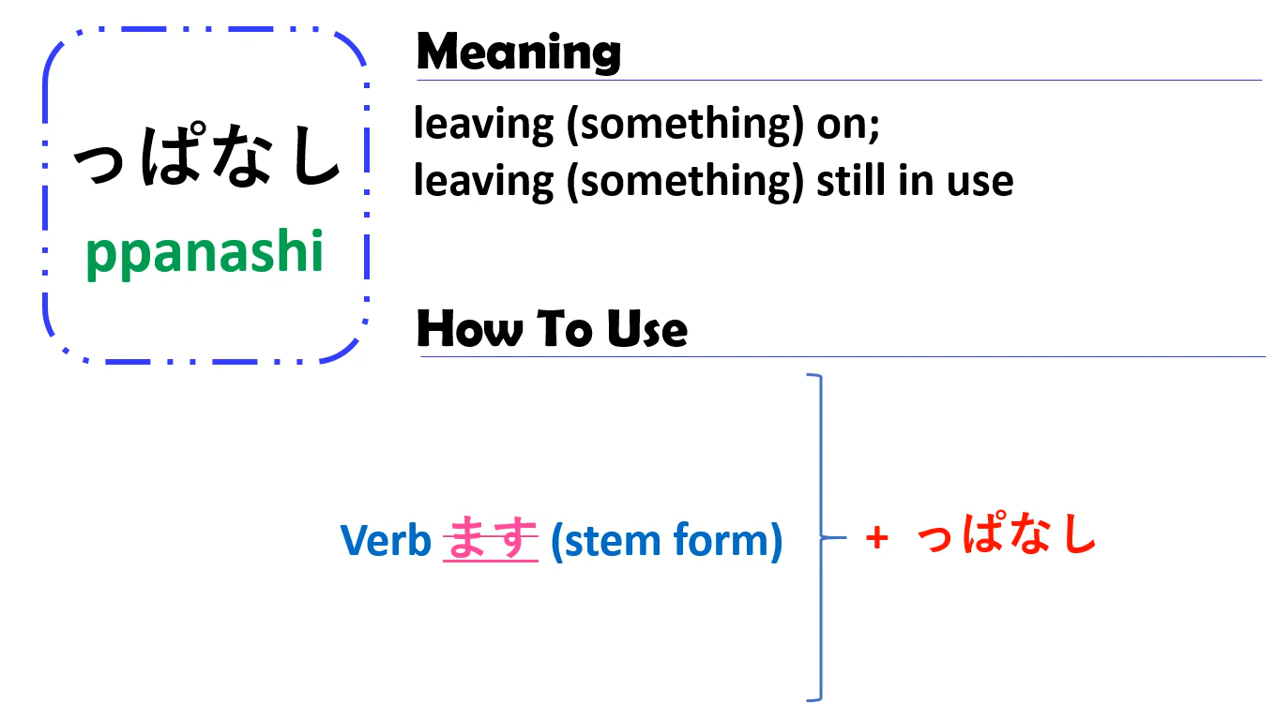 っぱなし
ppanashi
Meaning
leaving (something) on;
leaving (something) still in use
How To Use
Verb ます (stem form)
+ っぱなし